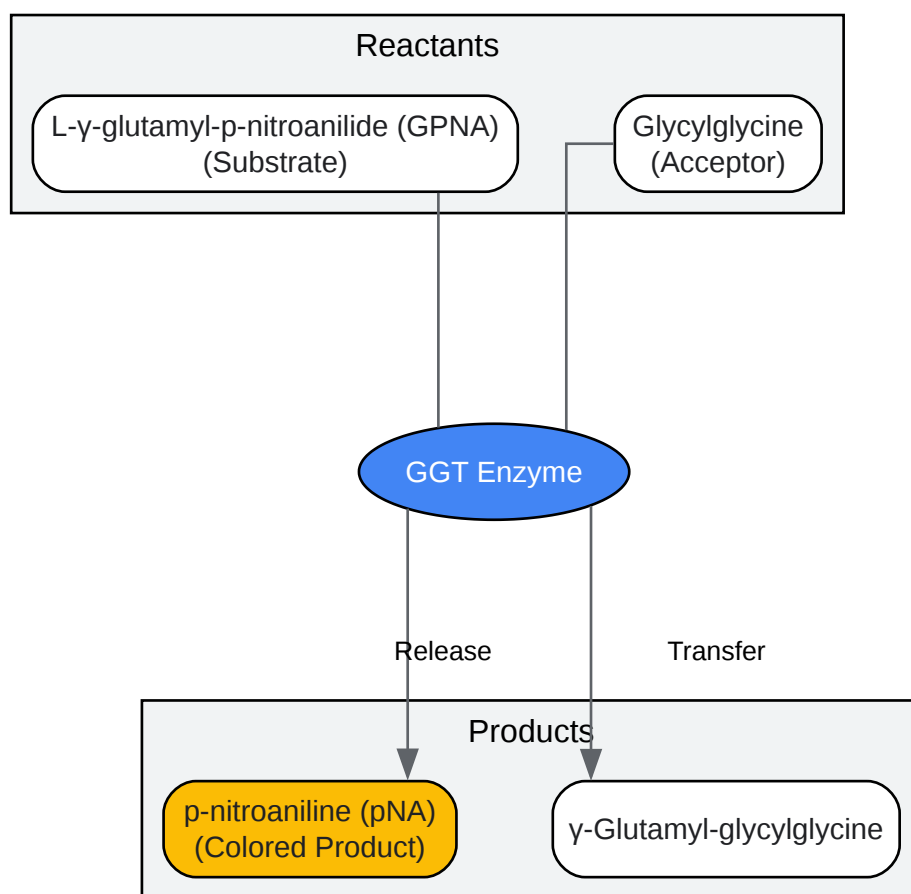 Reactants
L-γ-glutamyl-p-nitroanilide (GPNA)
(Substrate)
Glycylglycine
(Acceptor)
GGT Enzyme
Release
Transfer
Products
p-nitroaniline (pNA)
(Colored Product)
γ-Glutamyl-glycylglycine